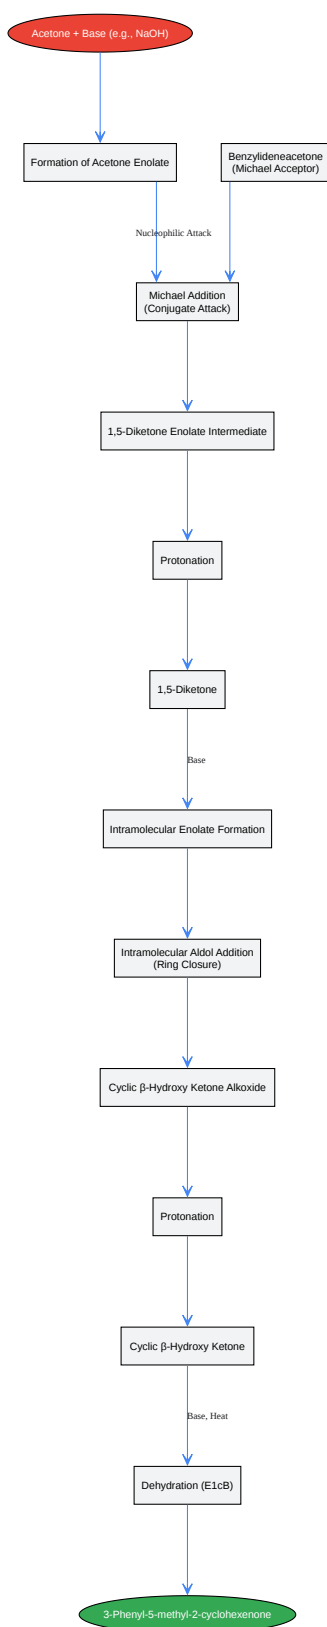 Acetone + Base (e.g., NaOH)
Formation of Acetone Enolate
Benzylideneacetone
(Michael Acceptor)
Nucleophilic Attack
Michael Addition
(Conjugate Attack)
1,5-Diketone Enolate Intermediate
Protonation
1,5-Diketone
Base
Intramolecular Enolate Formation
Intramolecular Aldol Addition
(Ring Closure)
Cyclic β-Hydroxy Ketone Alkoxide
Protonation
Cyclic β-Hydroxy Ketone
Base, Heat
Dehydration (E1cB)
3-Phenyl-5-methyl-2-cyclohexenone